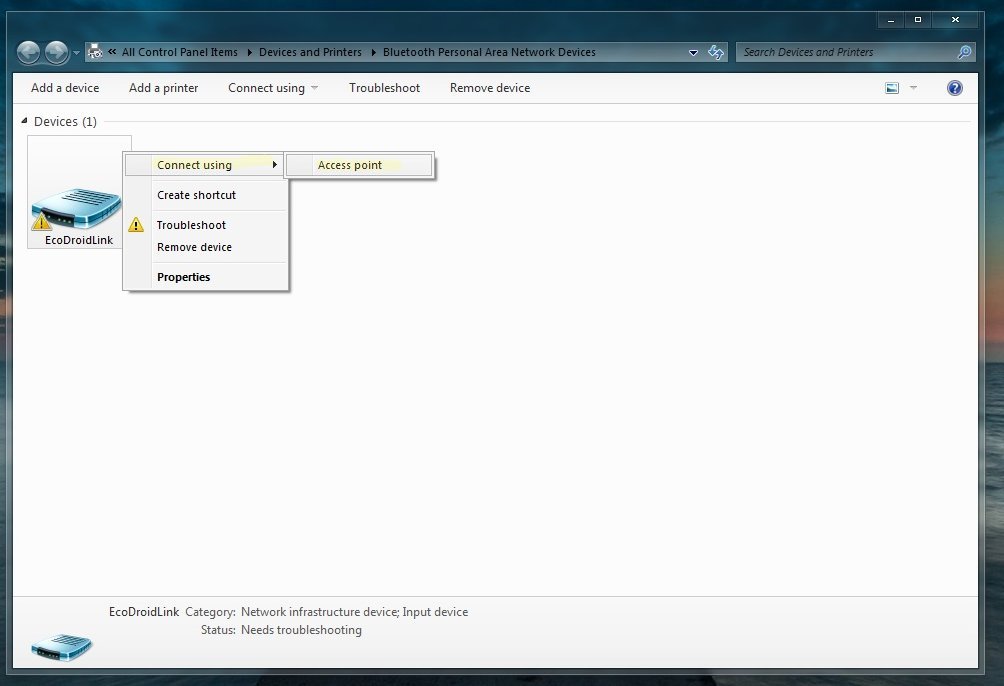 « All Control Panel Items Devices and Printers Bluetooth Personal Area Network Devices Search Devices and Printers
Add a device Add a printer Connect using Troubleshoot Remove device
Devices (1)
EcoDroidLink
Connect using
Access point
Create shortcut
Troubleshoot
Remove device
Properties
EcoDroidLink Category: Network infrastructure device; Input device
Status: Needs troubleshooting